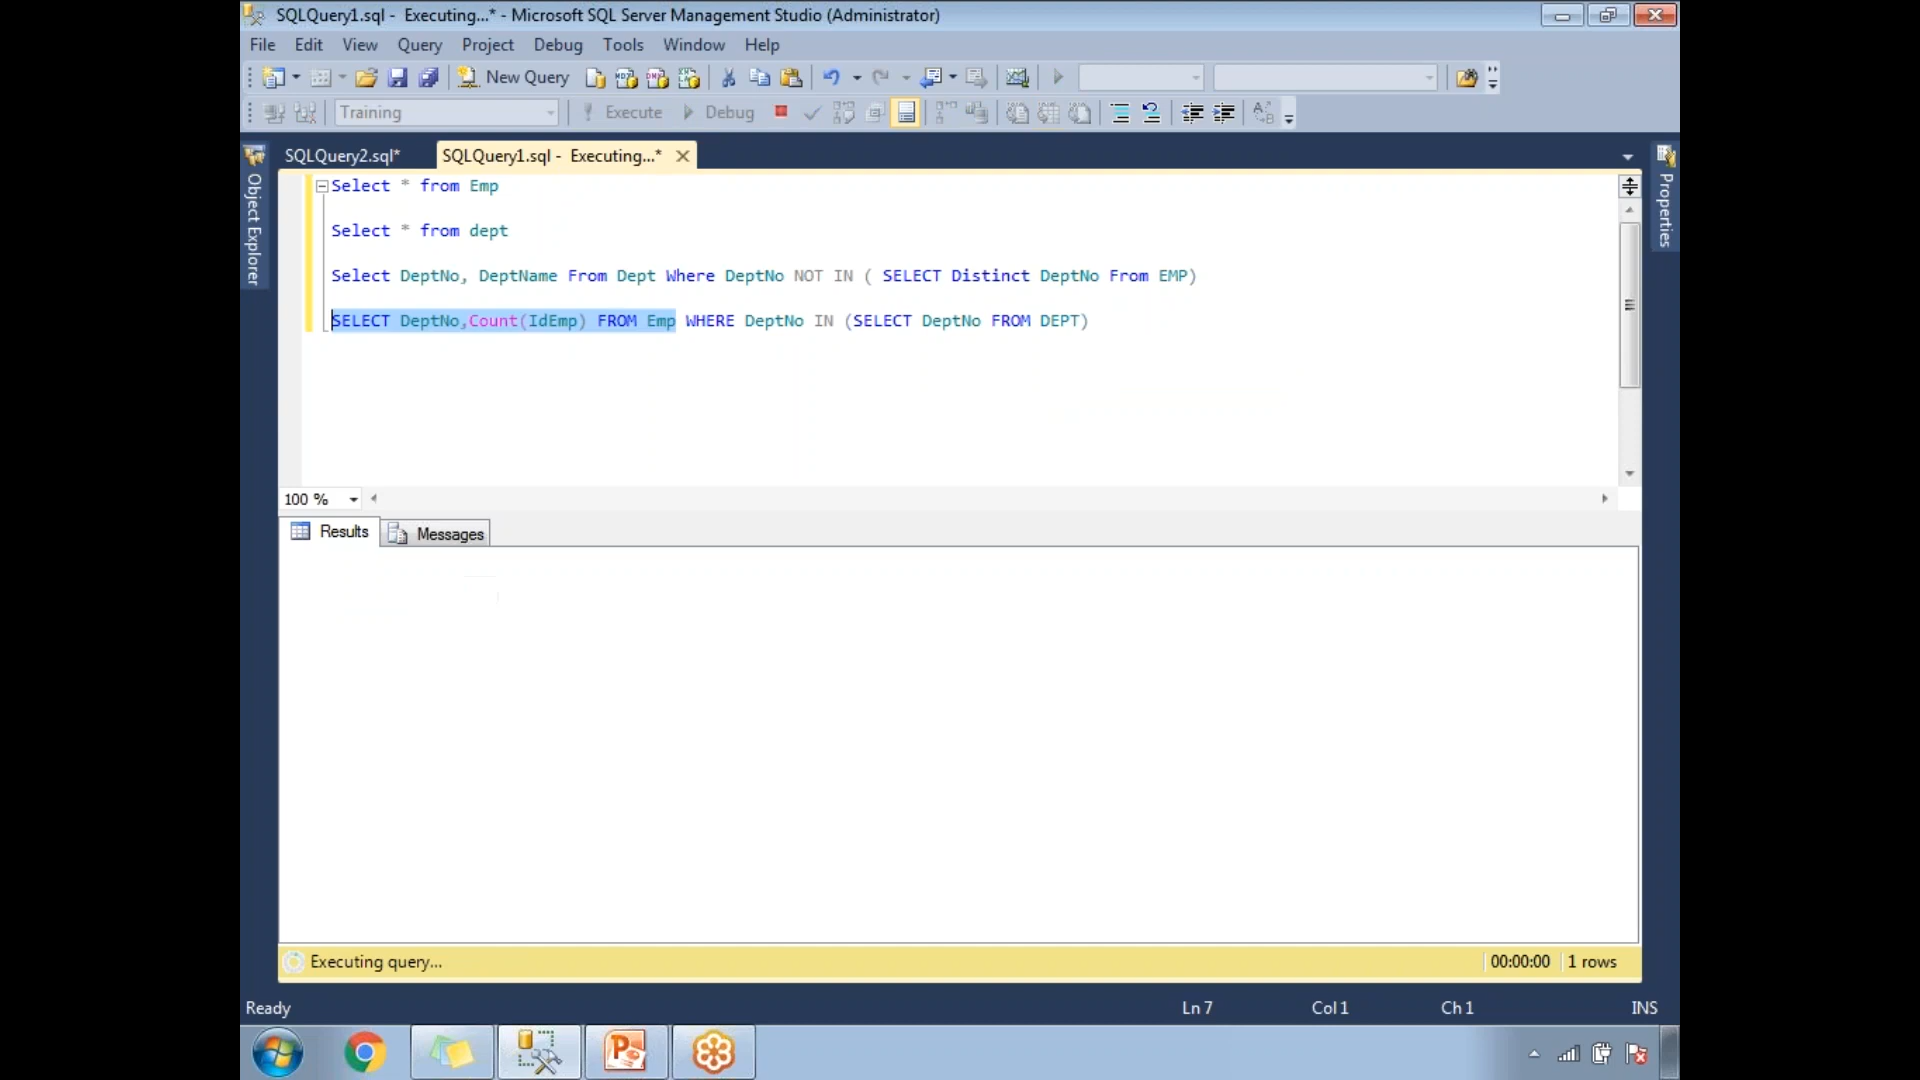 SQLQuery1.sql - Executing...* - Microsoft SQL Server Management Studio (Administrator)
File Edit View Query Project Debug Tools Window Help
New Query
Training Execute Debug
SQLQuery2.sql* SQLQuery1.sql - Executing...*
Object Explorer
Properties
Select * from Emp
Select * from dept
Select DeptNo, DeptName From Dept Where DeptNo NOT IN ( SELECT Distinct DeptNo From EMP)
SELECT DeptNo,Count(IdEmp) FROM Emp WHERE DeptNo IN (SELECT DeptNo FROM DEPT)
100 %
Results Messages
Executing query... 00:00:00 1 rows
Ready Ln 7 Col 1 Ch 1 INS